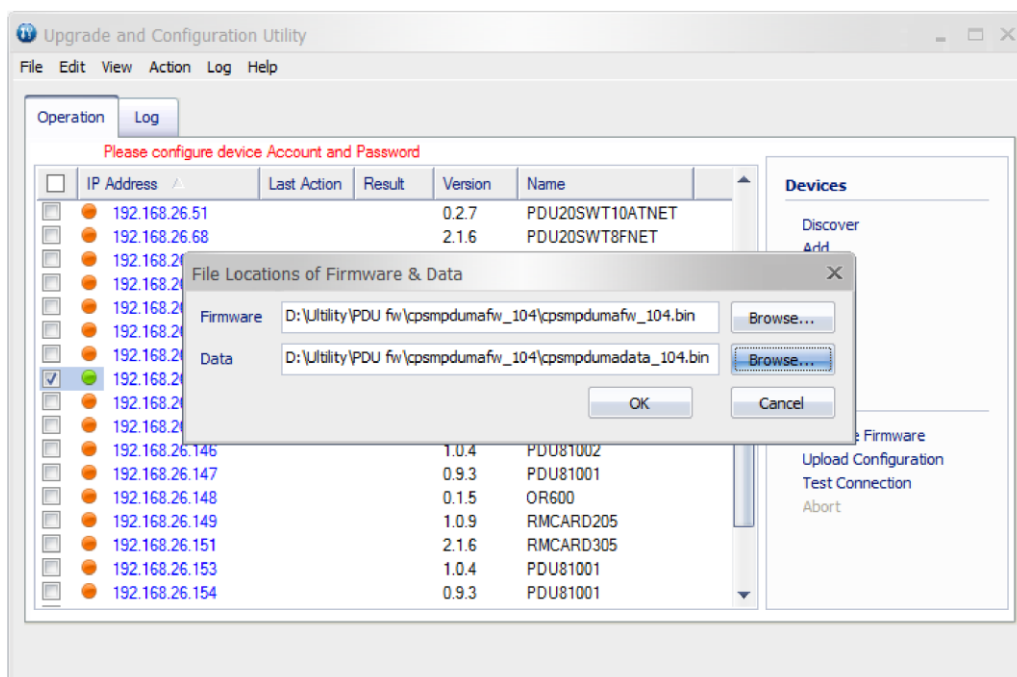 Upgrade and Configuration Utility
File Edit View Action Log Help
Operation Log
Please configure device Account and Password
IP Address Last Action Result Version Name
192.168.26.51 0.2.7 PDU20SWT10ATNET
192.168.26.68 2.1.6 PDU20SWT8FNET
192.168.26.146 1.0.4 PDU81002
192.168.26.147 0.9.3 PDU81001
192.168.26.148 0.1.5 OR600
192.168.26.149 1.0.9 RMCARD205
192.168.26.151 2.1.6 RMCARD305
192.168.26.153 1.0.4 PDU81001
192.168.26.154 0.9.3 PDU81001
File Locations of Firmware & Data
Firmware D:\Ultility\PDU fw\cpsmpdumafw_104\cpsmpdumafw_104.bin Browse...
Data D:\Ultility\PDU fw\cpsmpdumafw_104\cpsmpdumadata_104.bin Browse...
OK Cancel
Devices
Discover
Add
Firmware
Upload Configuration
Test Connection
Abort